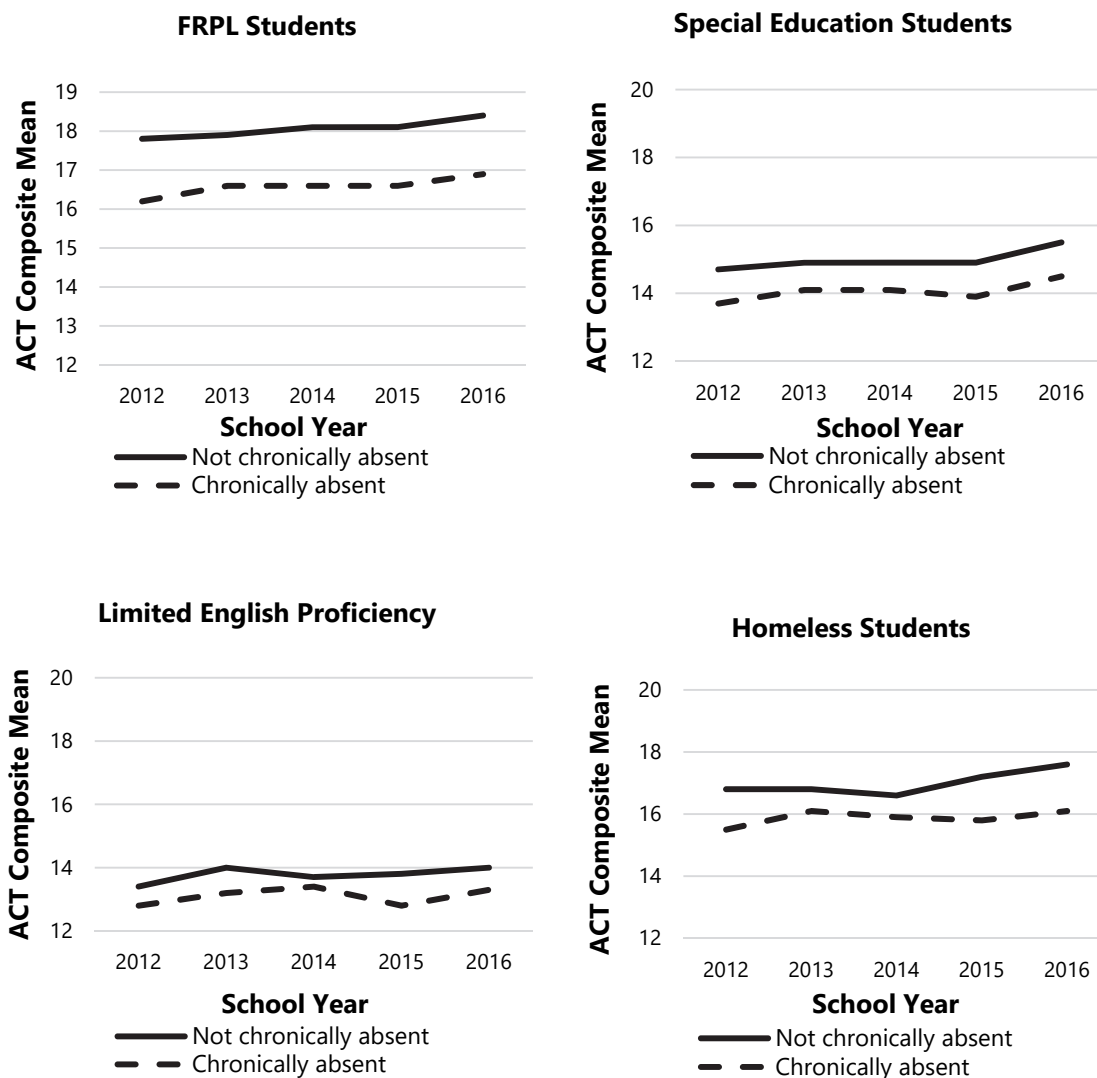 FRPL Students
ACT Composite Mean
19
18
17
16
15
14
13
12
2012 2013 2014 2015 2016
School Year
Not chronically absent
Chronically absent
Special Education Students
ACT Composite Mean
20
18
16
14
12
2012 2013 2014 2015 2016
School Year
Not chronically absent
Chronically absent
Limited English Proficiency
ACT Composite Mean
20
18
16
14
12
2012 2013 2014 2015 2016
School Year
Not chronically absent
Chronically absent
Homeless Students
ACT Composite Mean
20
18
16
14
12
2012 2013 2014 2015 2016
School Year
Not chronically absent
Chronically absent